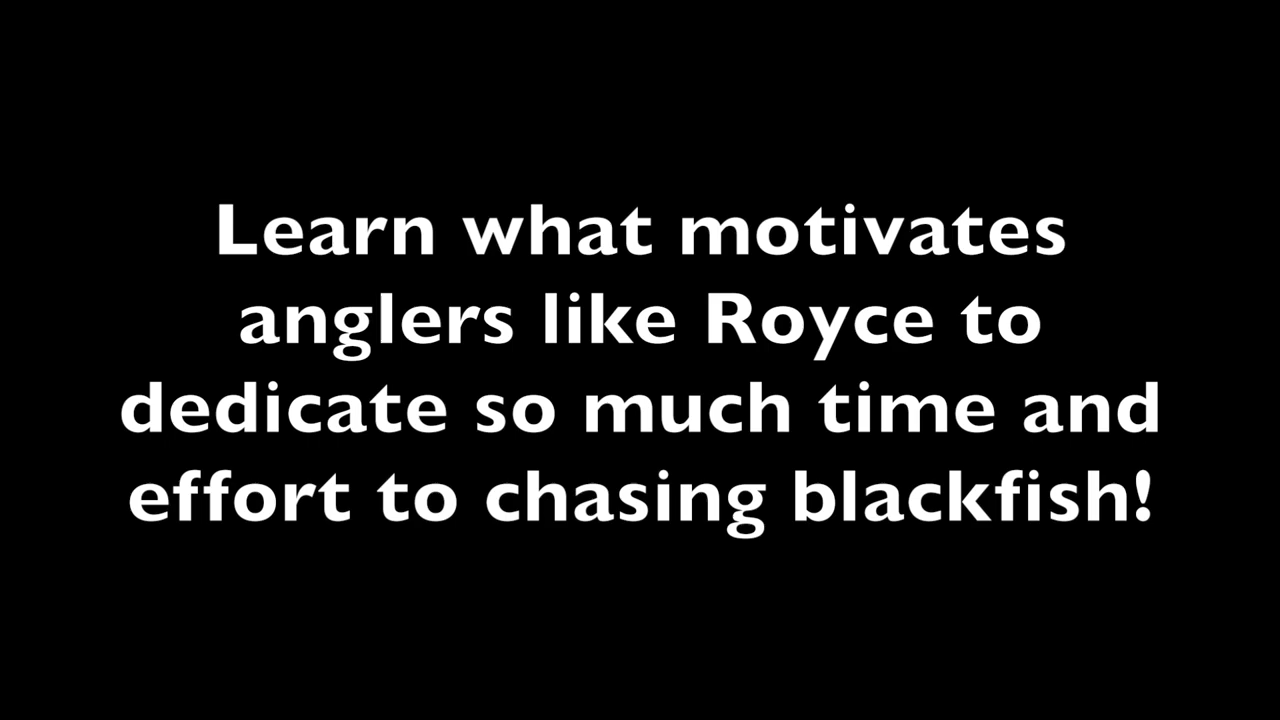 Learn what motivates
anglers like Royce to
dedicate so much time and
effort to chasing blackfish!